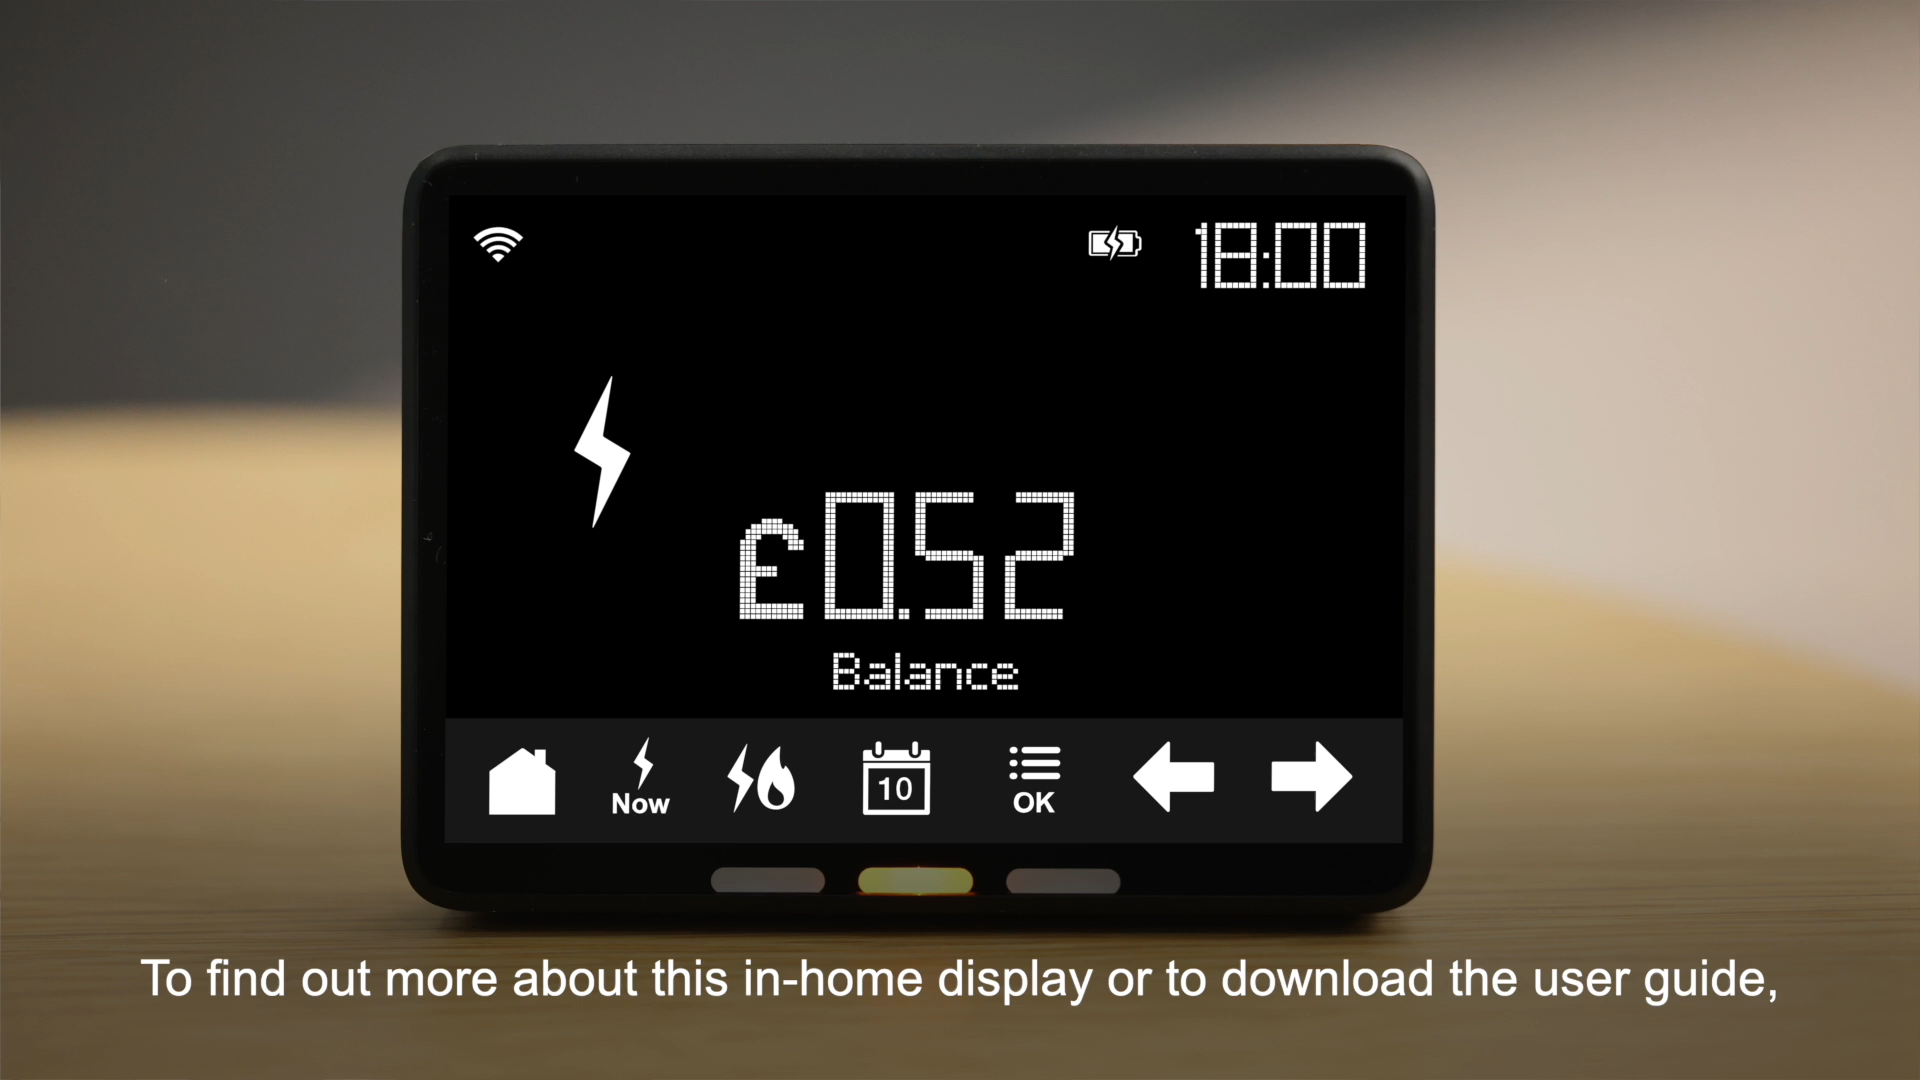 18:00
£0.52
Balance
Now
10
OK
To find out more about this in-home display or to download the user guide,